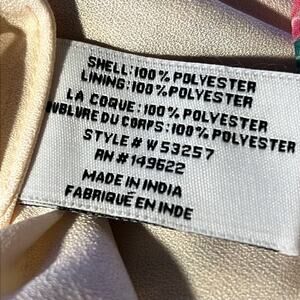 SHELL: 100% POLYESTER
LINING: 100% POLYESTER
LA COQUE: 100% POLYESTER
UBLURE DU CORPS: 100% POLYESTER
STYLE # W53257
RN # 149622
MADE IN INDIA
FABRIQUÉ EN INDE